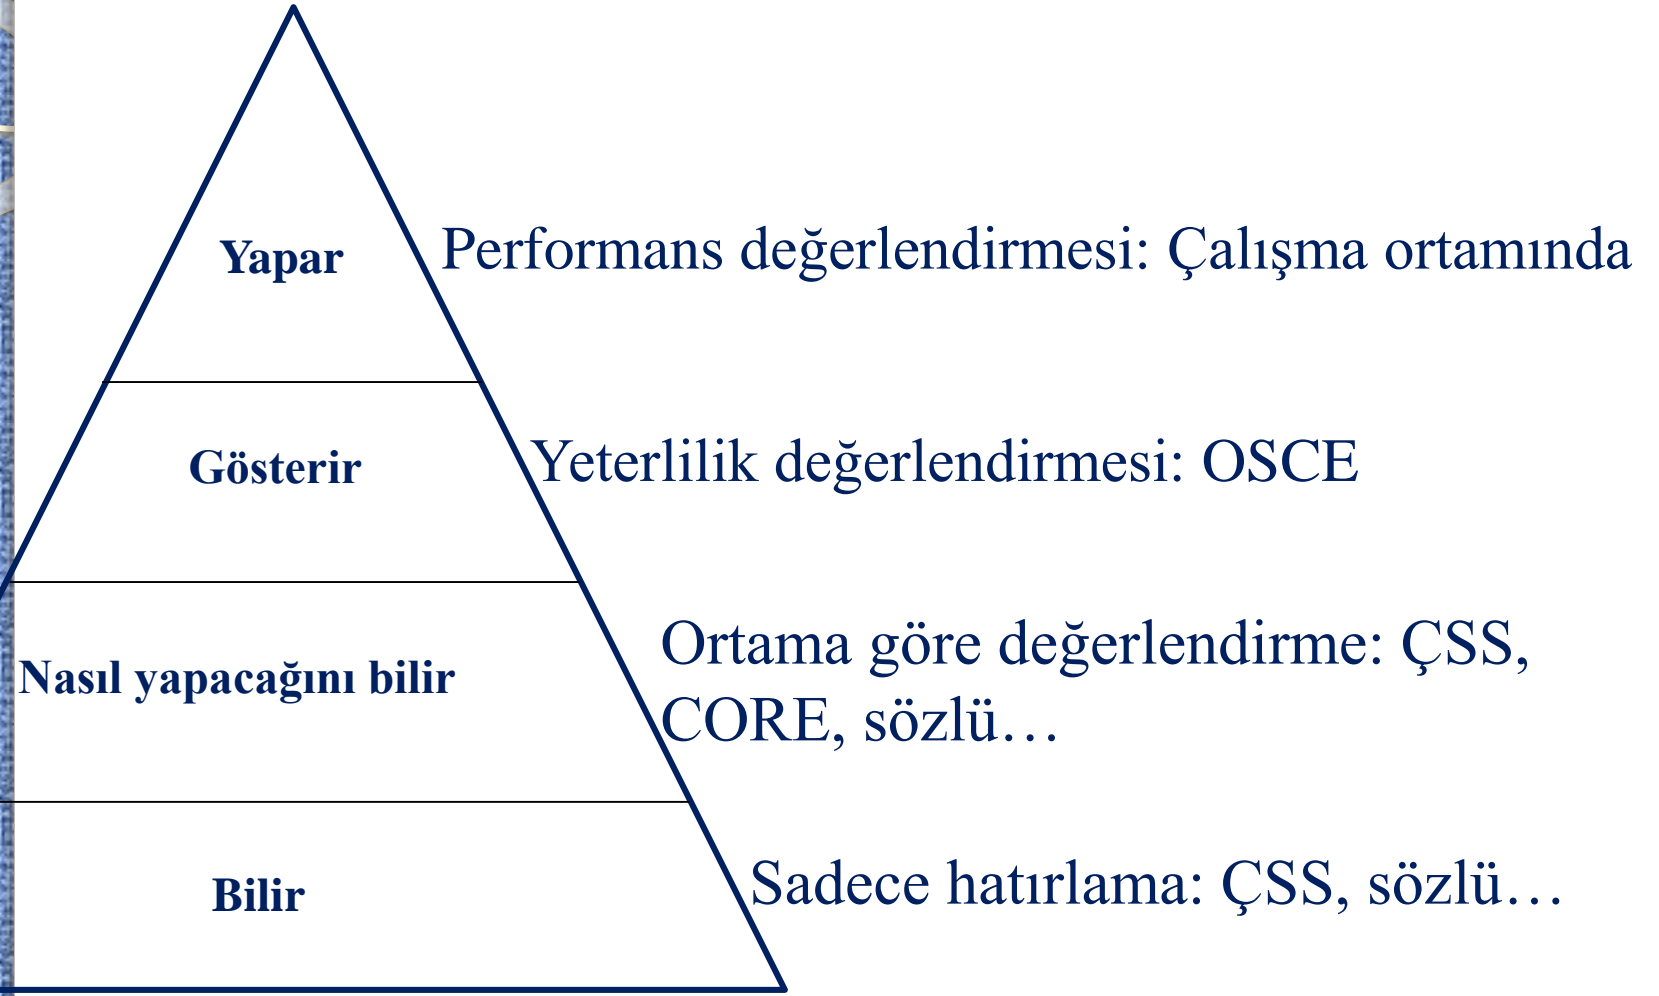 Yapar
Performans değerlendirmesi: Çalışma ortamında
Gösterir
Yeterlilik değerlendirmesi: OSCE
Nasıl yapacağını bilir
Ortama göre değerlendirme: ÇSS,
CORE, sözlü…
Bilir
Sadece hatırlama: ÇSS, sözlü…